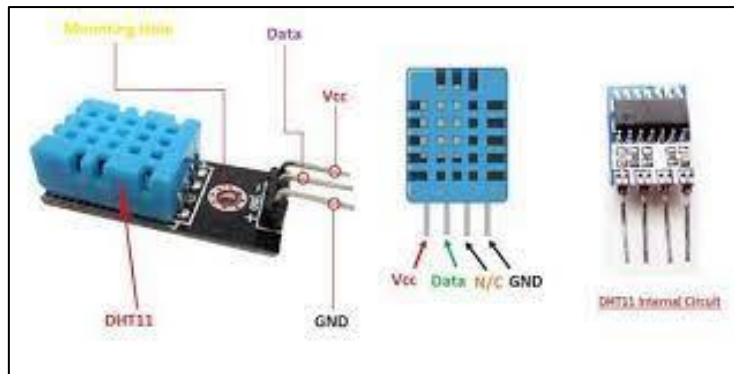 Mounting Hole
Data
Vcc
DHT11
GND
Vcc
Data
N/C
GND
DHT11 Internal Circuit